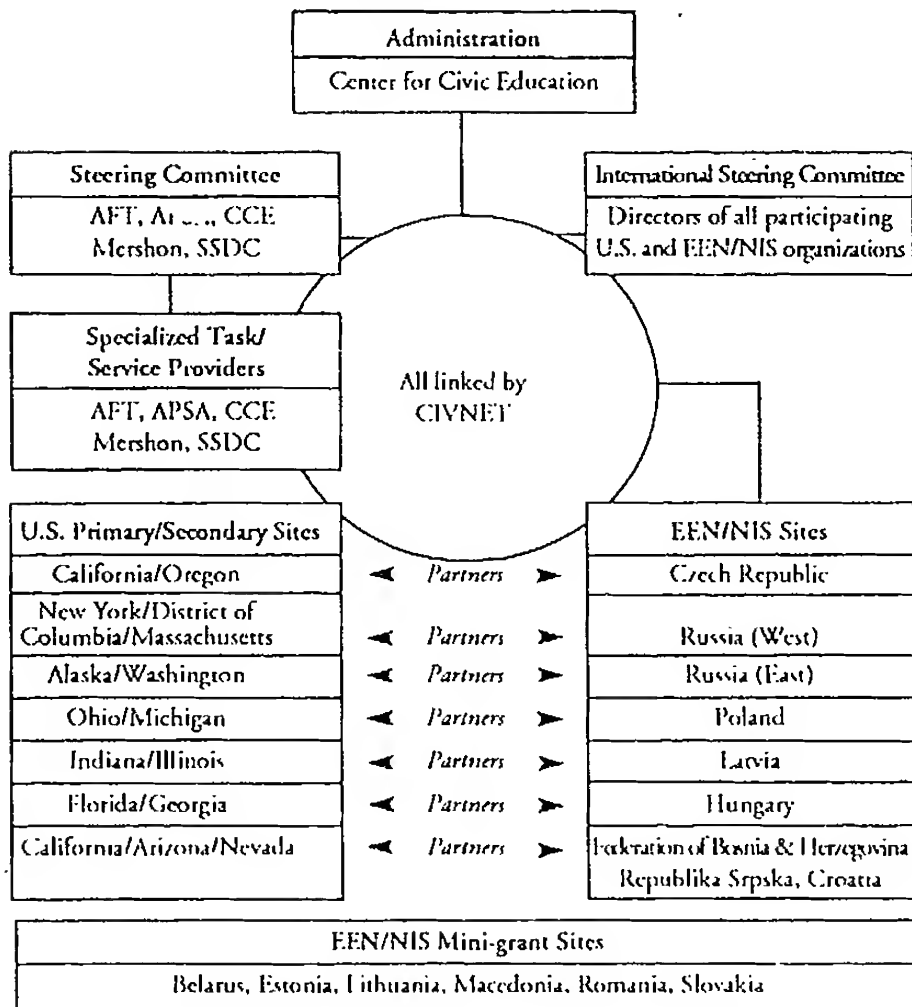 Administration
Center for Civic Education
Steering Committee
AFT, CCE
Mershon, SSDC
International Steering Committee
Directors of all participating
U.S. and EEN/NIS organizations
Specialized Task/
Service Providers
AFT, APSA, CCE
Mershon, SSDC
All linked by
CIVNET
U.S. Primary/Secondary Sites
EEN/NIS Sites
California/Oregon Partners Czech Republic
New York/District of
Columbia/Massachusetts Partners Russia (West)
Alaska/Washington Partners Russia (East)
Ohio/Michigan Partners Poland
Indiana/Illinois Partners Latvia
Florida/Georgia Partners Hungary
California/Arizona/Nevada Partners Federation of Bosnia & Herzegovina
Republika Srpska, Croatia
EEN/NIS Mini-grant Sites
Belarus, Estonia, Lithuania, Macedonia, Romania, Slovakia